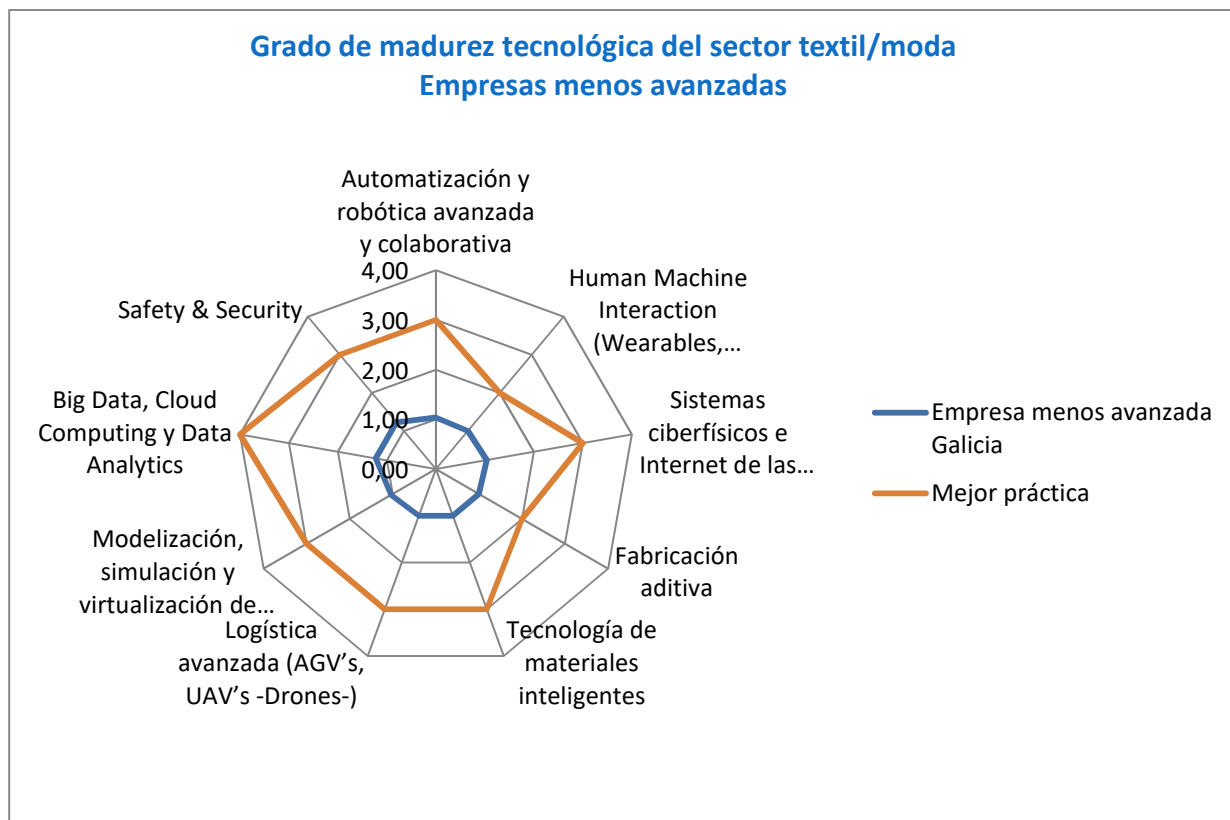 Grado de madurez tecnológica del sector textil/moda
Empresas menos avanzadas
Automatización y
robótica avanzada
y colaborativa
4,00
3,00
2,00
1,00
0,00
Human Machine
Interaction
(Wearables,...
Sistemas
ciberfísicos e
Internet de las...
Fabricación
aditiva
Tecnología de
materiales
inteligentes
Logística
avanzada (AGV’s,
UAV’s -Drones-)
Modelización,
simulación y
virtualización de...
Big Data, Cloud
Computing y Data
Analytics
Safety & Security
Empresa menos avanzada
Galicia
Mejor práctica